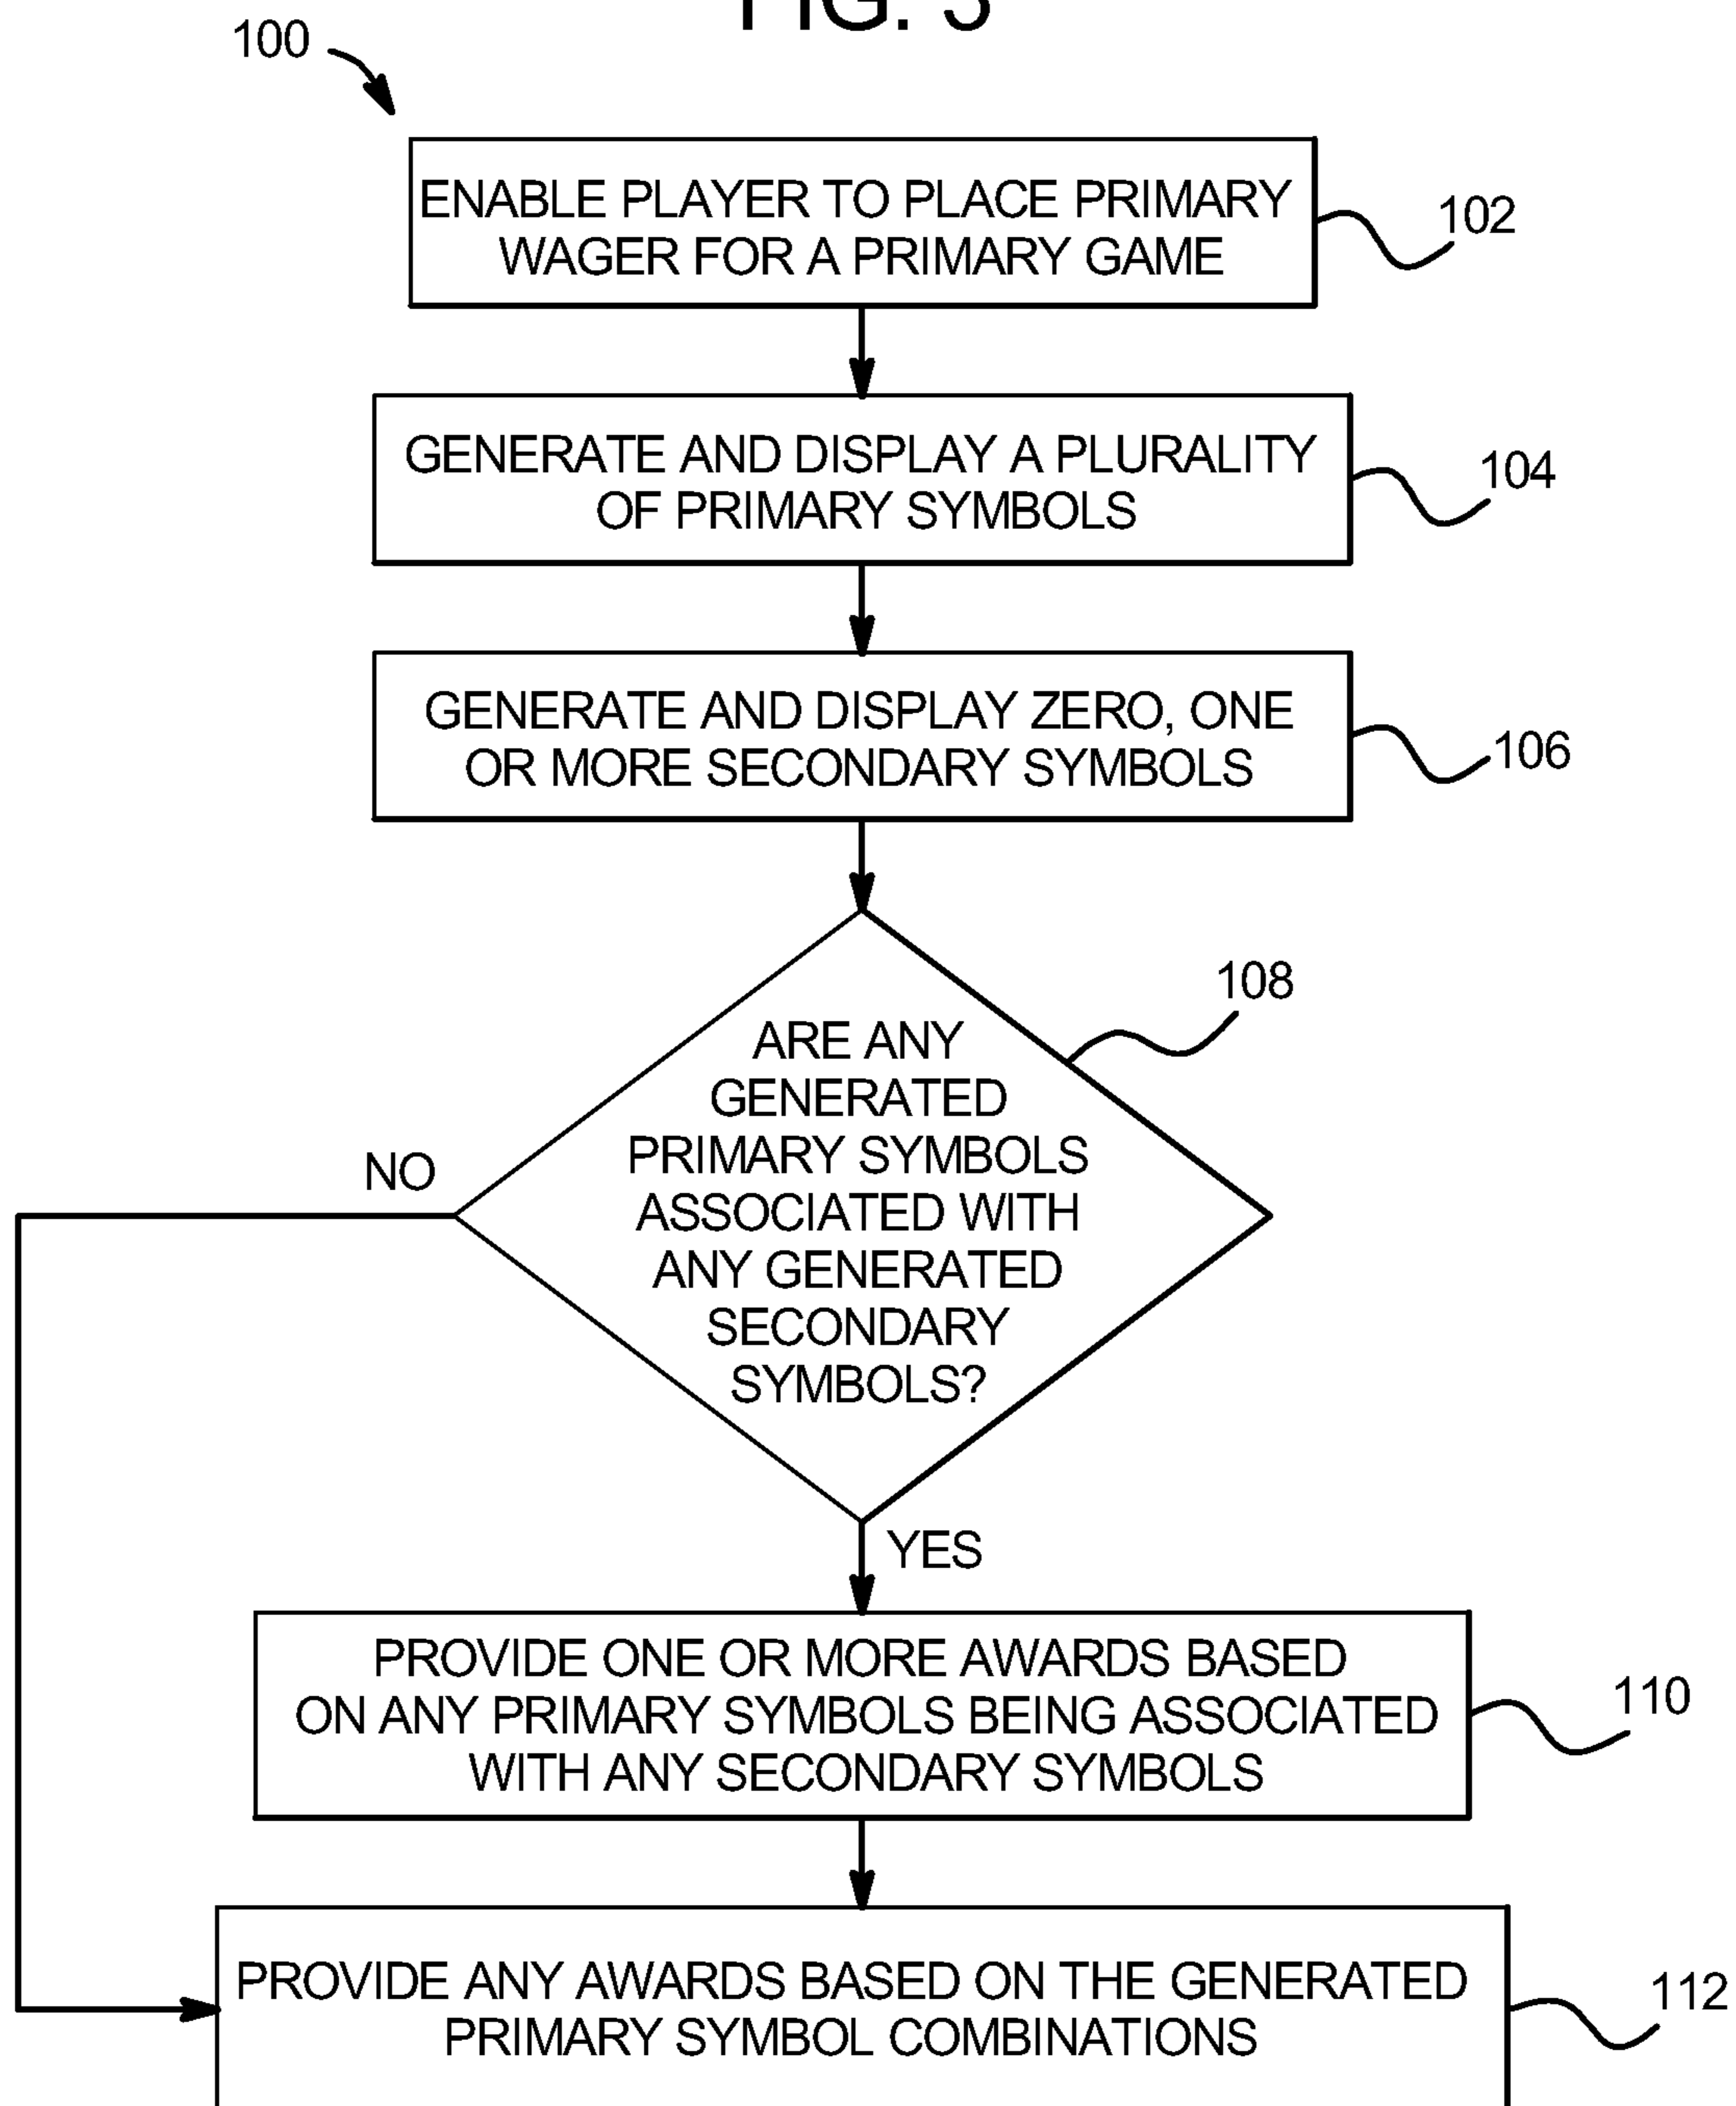 FIG.
100
ENABLE PLAYER TO PLACE PRIMARY
WAGER FOR A PRIMARY GAME
102
GENERATE AND DISPLAY A PLURALITY
OF PRIMARY SYMBOLS
104
GENERATE AND DISPLAY ZERO, ONE
OR MORE SECONDARY SYMBOLS
106
108
ARE ANY
GENERATED
PRIMARY SYMBOLS
ASSOCIATED WITH
ANY GENERATED
SECONDARY
SYMBOLS?
NO
YES
PROVIDE ONE OR MORE AWARDS BASED
ON ANY PRIMARY SYMBOLS BEING ASSOCIATED
WITH ANY SECONDARY SYMBOLS
110
PROVIDE ANY AWARDS BASED ON THE GENERATED
PRIMARY SYMBOL COMBINATIONS
112